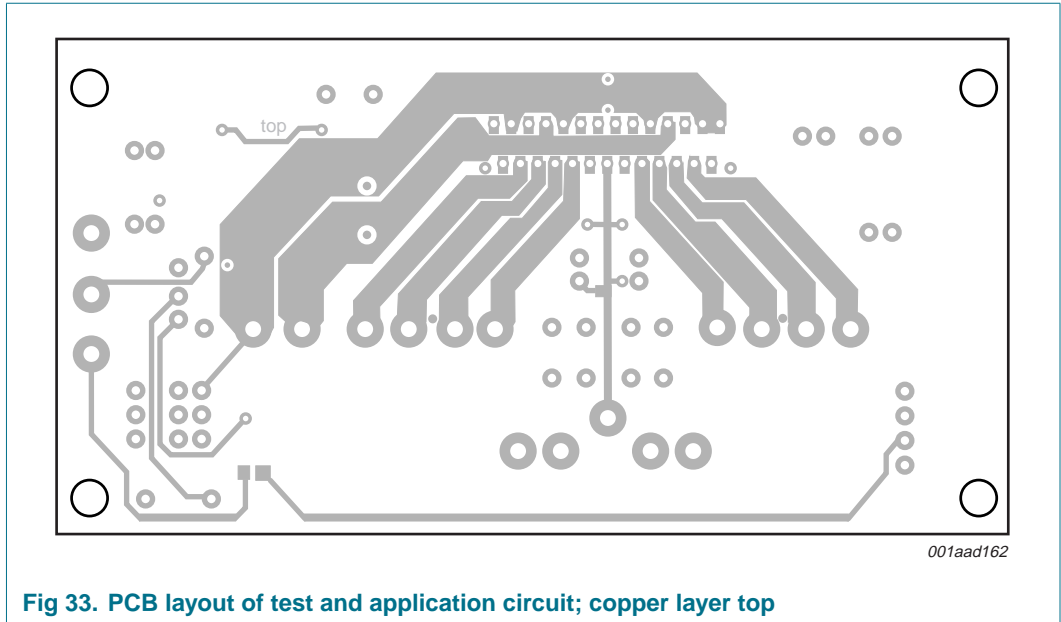 top
001aad162
Fig 33. PCB layout of test and application circuit; copper layer top